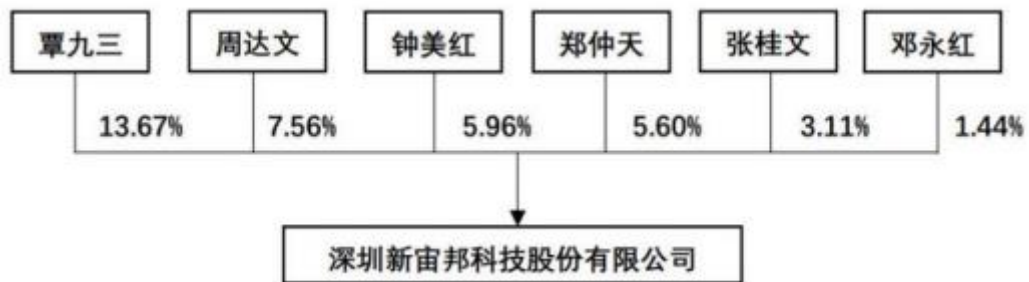 覃九三 周达文 钟美红 郑仲天 张桂文 邓永红
13.67% 7.56% 5.96% 5.60% 3.11% 1.44%
深圳新宙邦科技股份有限公司